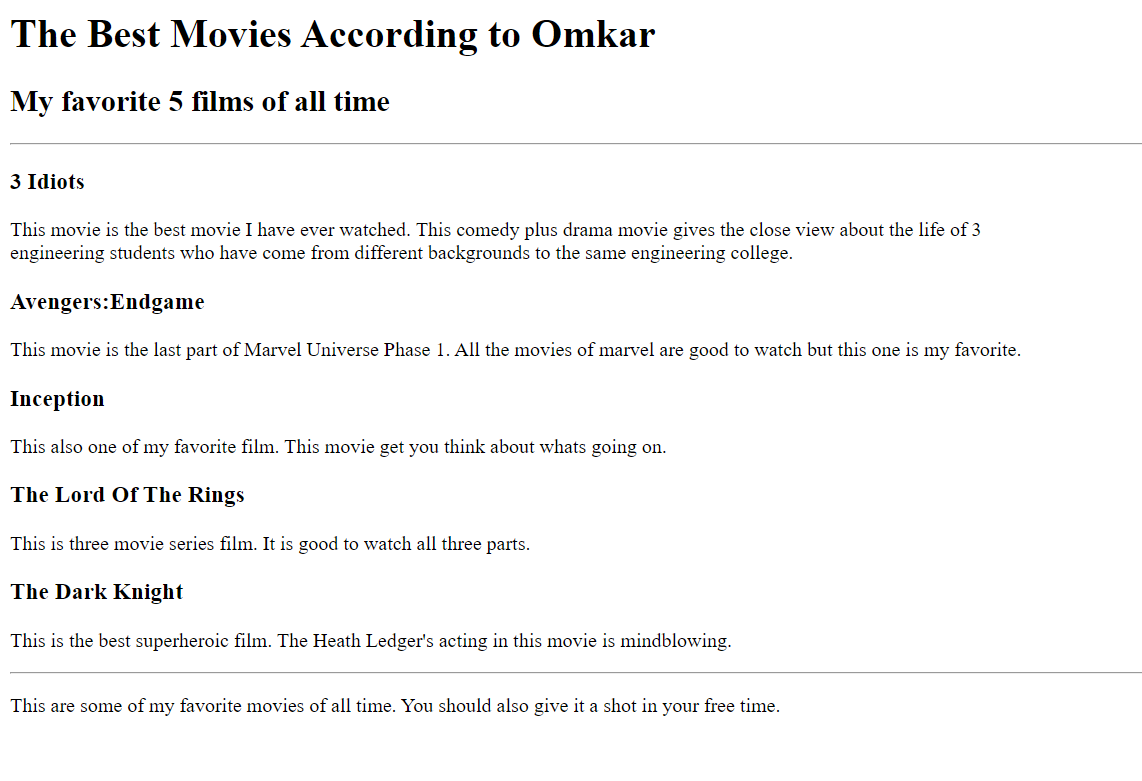 The Best Movies According to Omkar
My favorite 5 films of all time
3 Idiots
This movie is the best movie I have ever watched. This comedy plus drama movie gives the close view about the life of 3
engineering students who have come from different backgrounds to the same engineering college.
Avengers:Endgame
This movie is the last part of Marvel Universe Phase 1. All the movies of marvel are good to watch but this one is my favorite.
Inception
This also one of my favorite film. This movie get you think about whats going on.
The Lord Of The Rings
This is three movie series film. It is good to watch all three parts.
The Dark Knight
This is the best superheroic film. The Heath Ledger's acting in this movie is mindblowing.
This are some of my favorite movies of all time. You should also give it a shot in your free time.